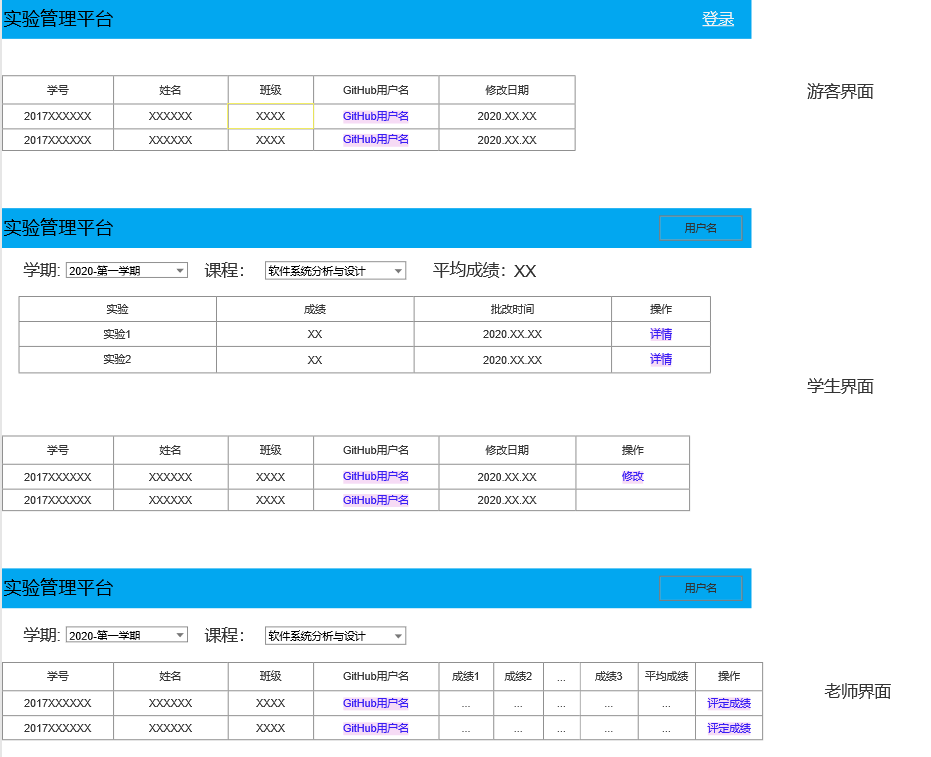 实验管理平台 登录
游客界面
学号 姓名 班级 GitHub用户名 修改日期
2017XXXXXX XXXXXX XXXX GitHub用户名 2020.XX.XX
2017XXXXXX XXXXXX XXXX GitHub用户名 2020.XX.XX
实验管理平台 用户名
学期: 2020-第一学期 课程： 软件系统分析与设计 平均成绩：XX
实验 成绩 批改时间 操作
实验1 XX 2020.XX.XX 详情
实验2 XX 2020.XX.XX 详情
学生界面
学号 姓名 班级 GitHub用户名 修改日期 操作
2017XXXXXX XXXXXX XXXX GitHub用户名 2020.XX.XX 修改
2017XXXXXX XXXXXX XXXX GitHub用户名 2020.XX.XX
实验管理平台 用户名
学期: 2020-第一学期 课程： 软件系统分析与设计
学号 姓名 班级 GitHub用户名 成绩1 成绩2 ... 成绩3 平均成绩 操作
老师界面
2017XXXXXX XXXXXX XXXX GitHub用户名 ... ... ... ... ... 评定成绩
2017XXXXXX XXXXXX XXXX GitHub用户名 ... ... ... ... ... 评定成绩